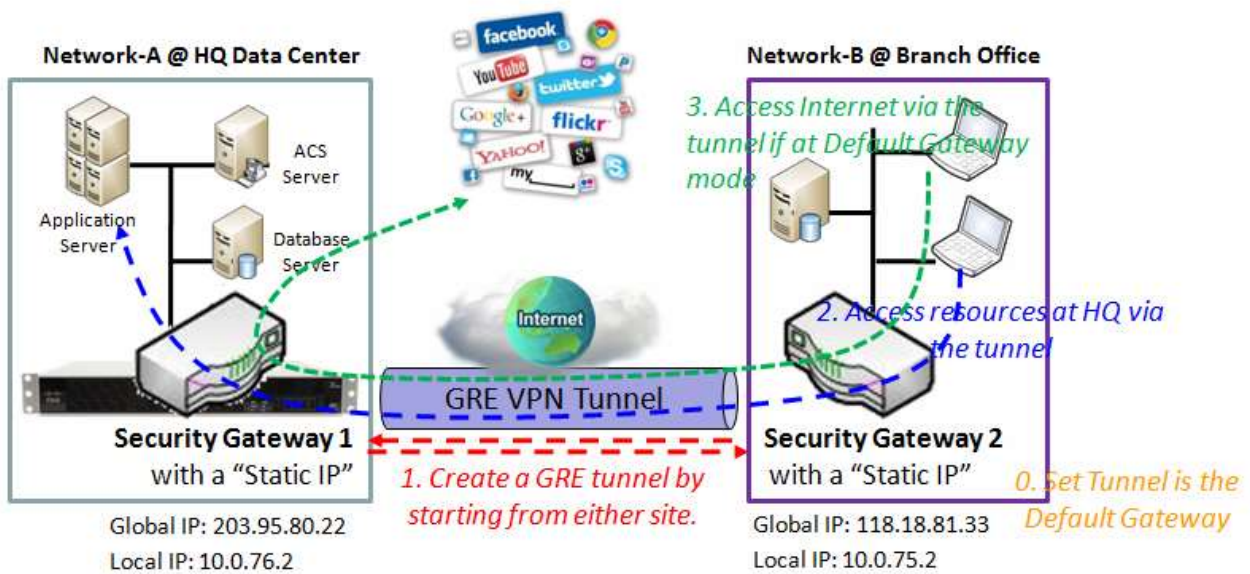 Network-A @ HQ Data Center
Application
Server
ACS
Server
Database
Server
Security Gateway 1
with a “Static IP”
Global IP: 203.95.80.22
Local IP: 10.0.76.2
facebook
YouTube
twitter
Google+
flickr
YAHOO!
my
g+
Internet
GRE VPN Tunnel
1. Create a GRE tunnel by
starting from either site.
Network-B @ Branch Office
3. Access Internet via the
tunnel if at Default Gateway
mode
2. Access resources at HQ via
the tunnel
Security Gateway 2
with a “Static IP”
0. Set Tunnel is the
Default Gateway
Global IP: 118.18.81.33
Local IP: 10.0.75.2